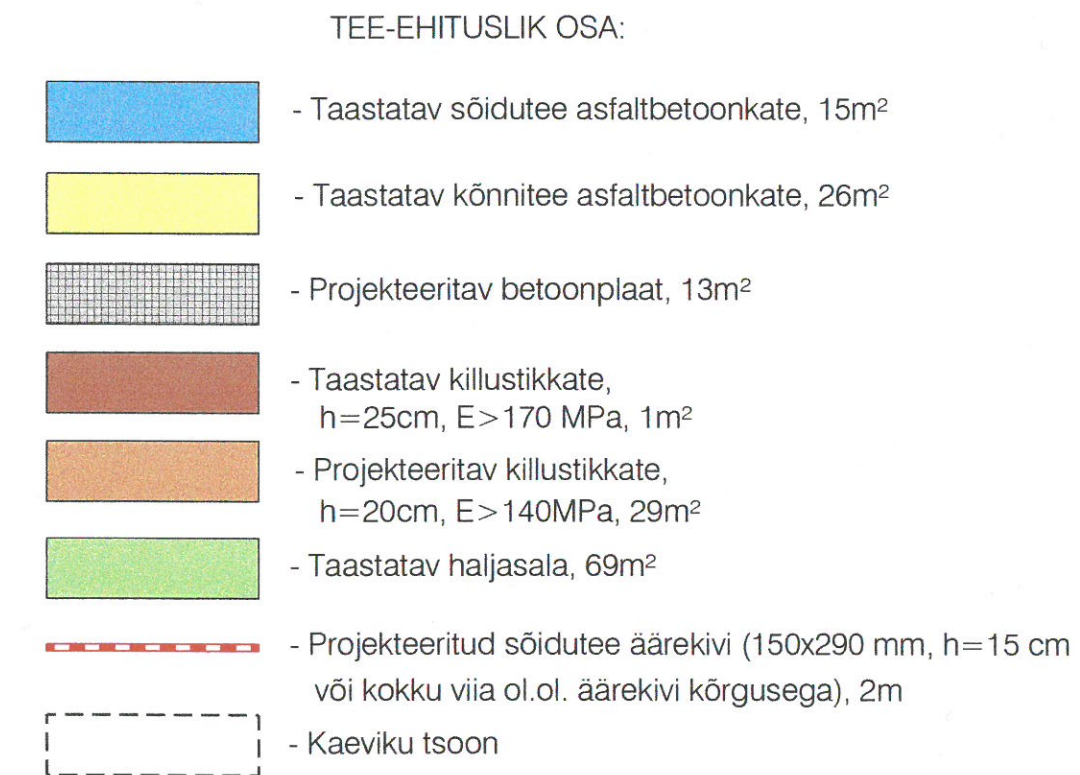 TEE-EHITUSLIK OSA:
- Taastatav sõidutee asfaltbetoonkate, 15m²
- Taastatav kõnnitee asfaltbetoonkate, 26m²
- Projekteeritav betoonplaat, 13m²
- Taastatav killustikkate,
h=25cm, E>170 MPa, 1m²
- Projekteeritav killustikkate,
h=20cm, E>140MPa, 29m²
- Taastatav haljasala, 69m²
- Projekteeritud sõidutee äärekivi (150x290 mm, h=15 cm
või kokku viia ol.ol. äärekivi kõrgusega), 2m
- Kaeviku tsoon